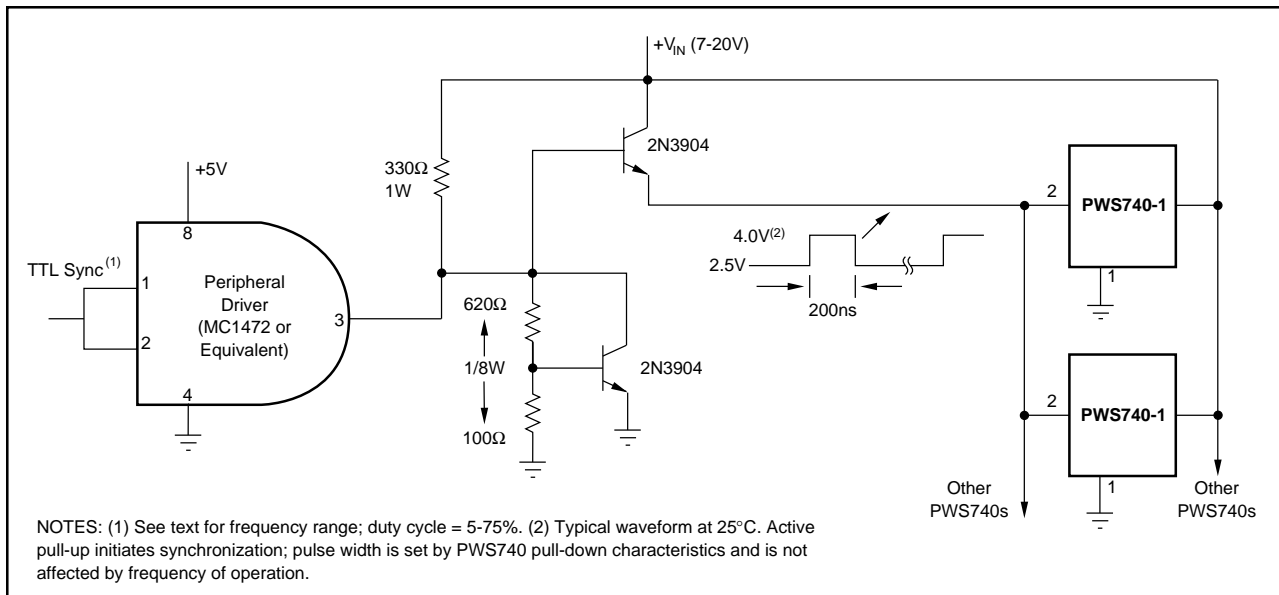 +V_IN (7-20V)
2N3904
330Ω
1W
+5V
8
TTL Sync(1)
1
2
Peripheral
Driver
(MC1472 or
Equivalent)
3
4
620Ω
1/8W
100Ω
2N3904
4.0V(2)
2.5V
200ns
2
PWS740-1
1
2
PWS740-1
1
Other
PWS740s
Other
PWS740s
NOTES: (1) See text for frequency range; duty cycle = 5-75%. (2) Typical waveform at 25°C. Active
pull-up initiates synchronization; pulse width is set by PWS740 pull-down characteristics and is not
affected by frequency of operation.